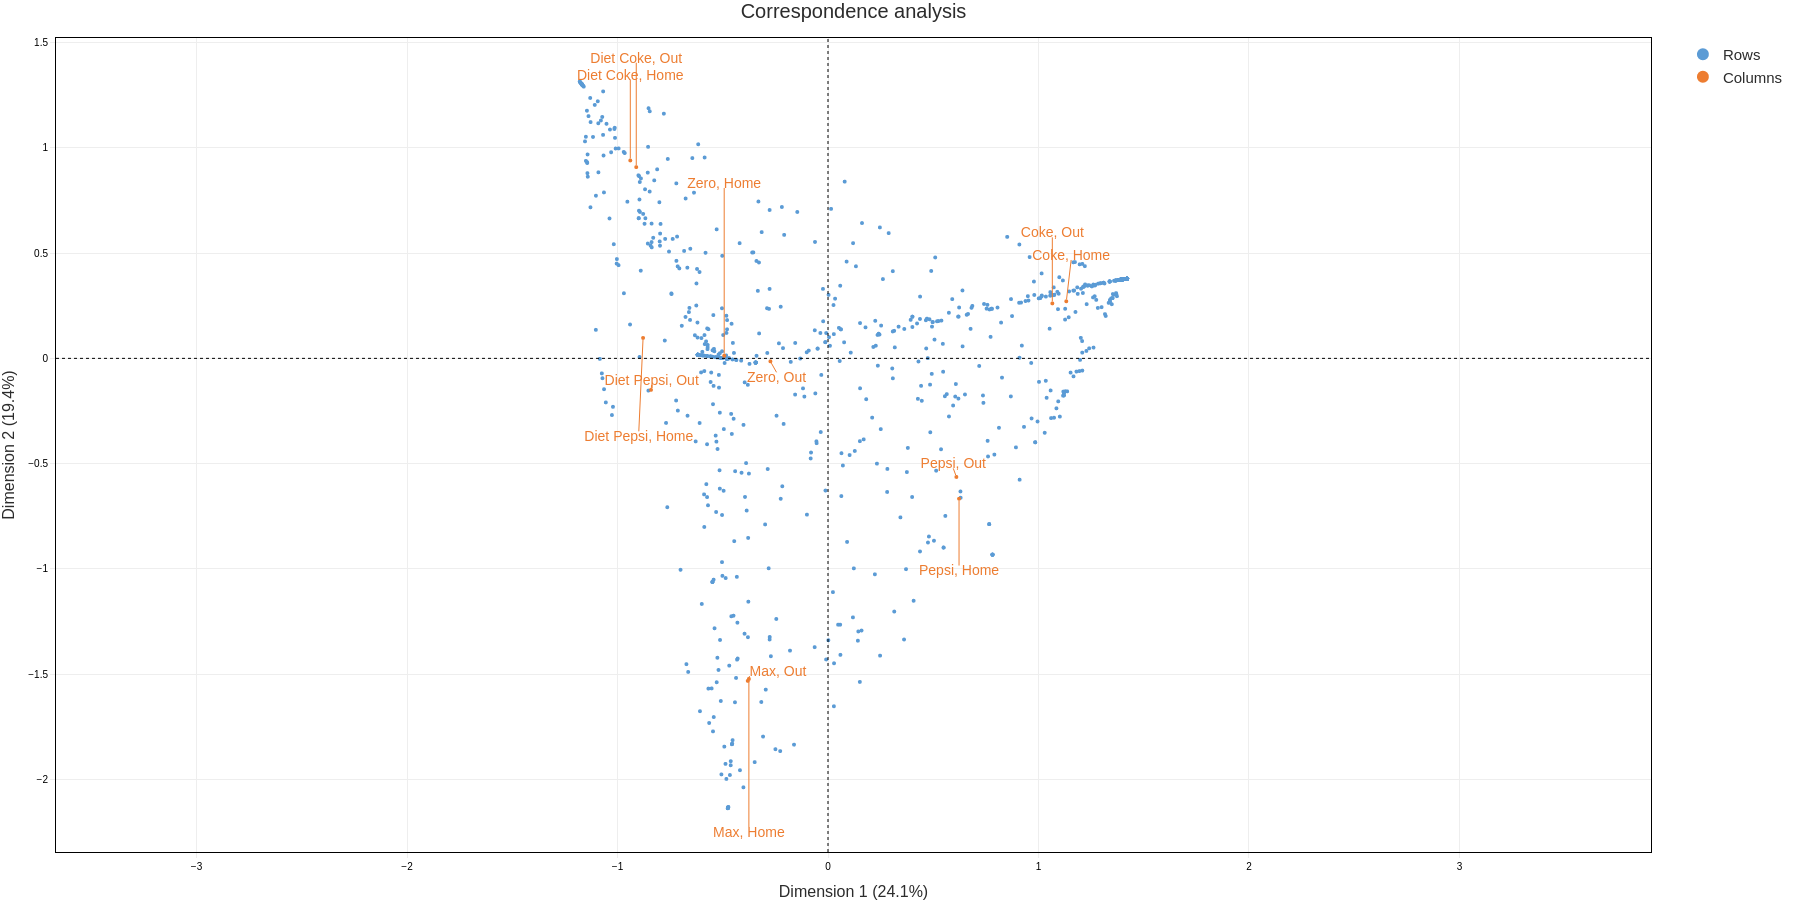 Correspondence analysis
Rows
Columns
Diet Coke, Out
Diet Coke, Home
Zero, Home
Coke, Out
Coke, Home
Zero, Out
Diet Pepsi, Out
Diet Pepsi, Home
Pepsi, Out
Pepsi, Home
Max, Out
Max, Home
1.5
1
0.5
0
−0.5
−1
−1.5
−2
Dimension 2 (19.4%)
−3
−2
−1
0
1
2
3
Dimension 1 (24.1%)